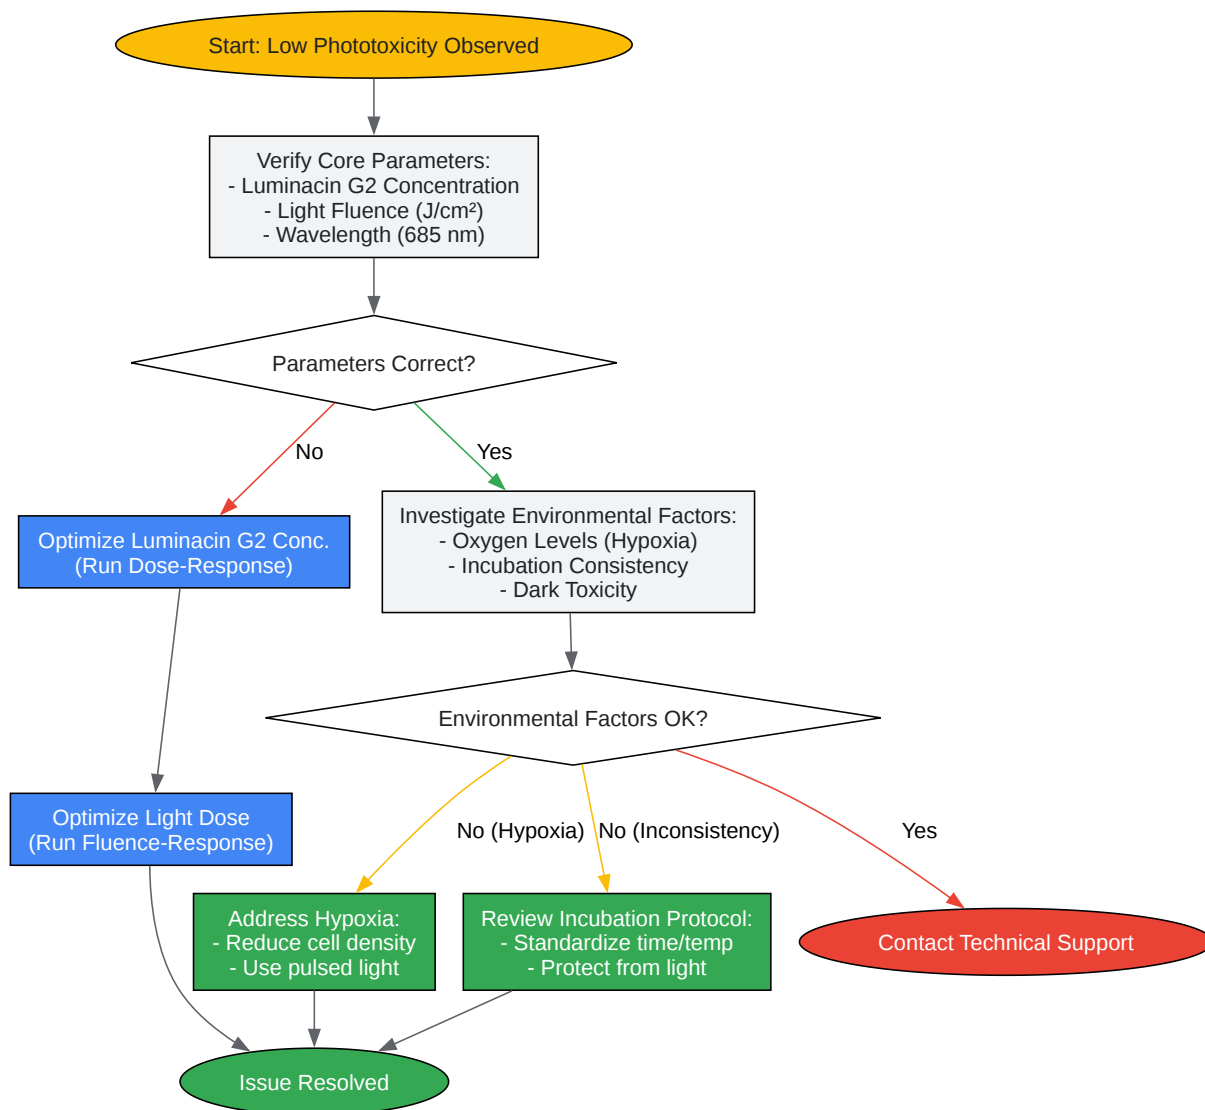 Start: Low Phototoxicity Observed
Verify Core Parameters:
- Luminacin G2 Concentration
- Light Fluence (J/cm²)
- Wavelength (685 nm)
Parameters Correct?
No
Yes
Optimize Luminacin G2 Conc.
(Run Dose-Response)
Investigate Environmental Factors:
- Oxygen Levels (Hypoxia)
- Incubation Consistency
- Dark Toxicity
Environmental Factors OK?
Optimize Light Dose
(Run Fluence-Response)
No (Hypoxia)
No (Inconsistency)
Yes
Address Hypoxia:
- Reduce cell density
- Use pulsed light
Review Incubation Protocol:
- Standardize time/temp
- Protect from light
Contact Technical Support
Issue Resolved